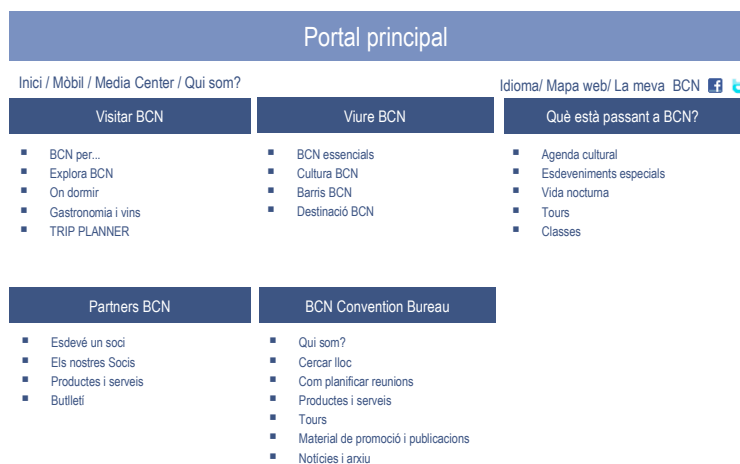 Portal principal
Inici / Mòbil / Media Center / Qui som?
Idioma/ Mapa web/ La meva BCN
Visitar BCN
BCN per...
Explora BCN
On dormir
Gastronomia i vins
TRIP PLANNER
Viure BCN
BCN essencials
Cultura BCN
Barris BCN
Destinació BCN
Què està passant a BCN?
Agenda cultural
Esdeveniments especials
Vida nocturna
Tours
Classes
Partners BCN
Esdevé un soci
Els nostres Socis
Productes i serveis
Butlletí
BCN Convention Bureau
Qui som?
Cercar lloc
Com planificar reunions
Productes i serveis
Tours
Material de promoció i publicacions
Notícies i arxiu